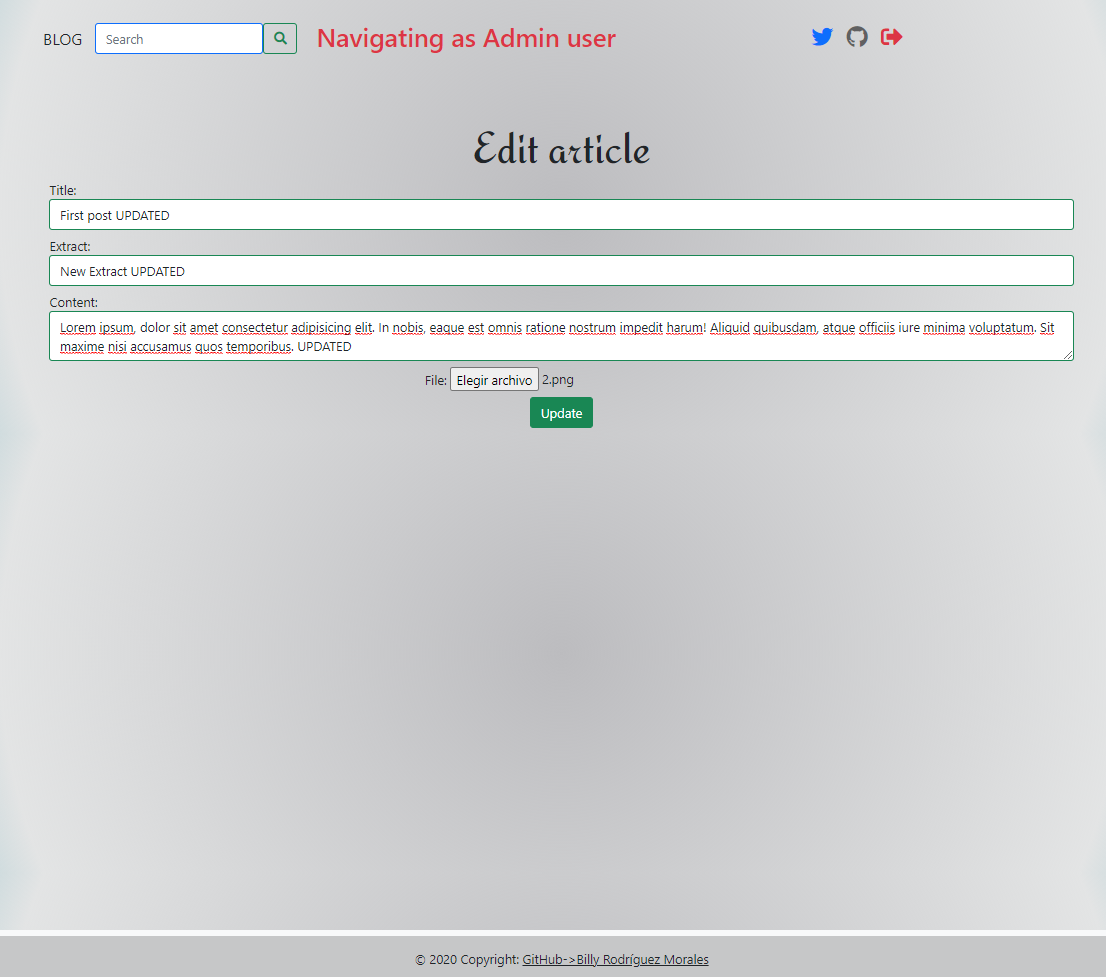 BLOG Search Navigating as Admin user
Edit article
Title:
First post UPDATED
Extract:
New Extract UPDATED
Content:
Lorem ipsum, dolor sit amet consectetur adipisicing elit. In nobis, eaque est omnis ratione nostrum impedit harum! Aliquid quibusdam, atque officiis iure minima voluptatum. Sit
maxime nisi accusamus quos temporibus. UPDATED
File: Elegir archivo 2.png
Update
© 2020 Copyright: GitHub->Billy Rodríguez Morales